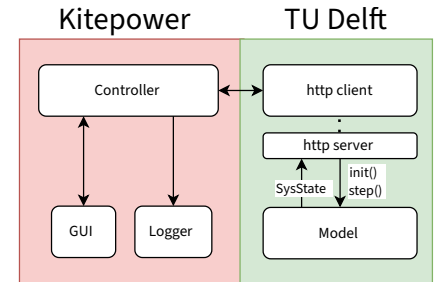 Kitepower
TU Delft
Controller
http client
http server
SysState
init()
step()
GUI
Logger
Model